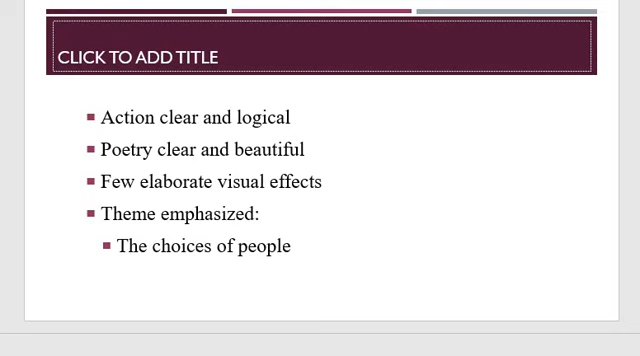 CLICK TO ADD TITLE
Action clear and logical
Poetry clear and beautiful
Few elaborate visual effects
Theme emphasized:
The choices of people